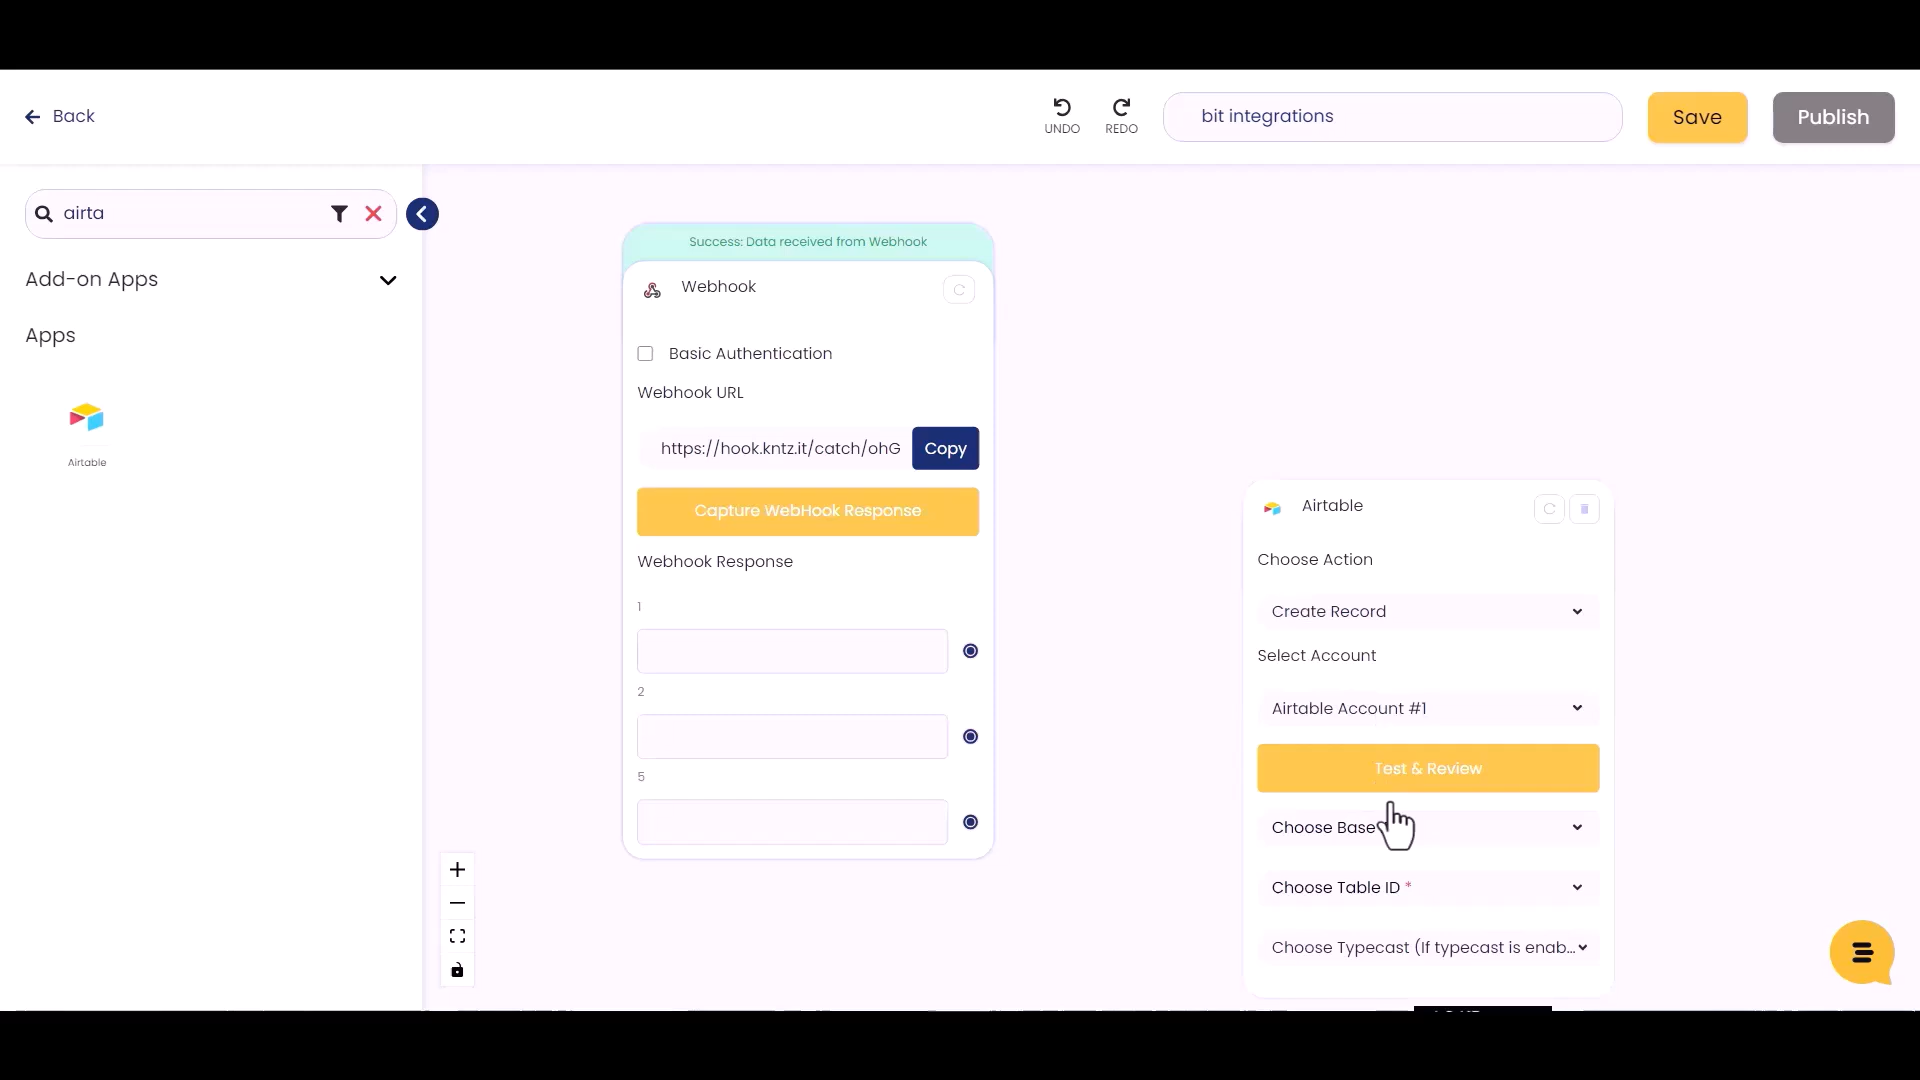 Back
UNDO
REDO
bit integrations
Save
Publish
airta
Add-on Apps
Apps
Airtable
Success: Data received from Webhook
Webhook
Basic Authentication
Webhook URL
https://hook.kntz.it/catch/ohG
Copy
Capture WebHook Response
Webhook Response
1
2
5
Airtable
Choose Action
Create Record
Select Account
Airtable Account #1
Test & Review
Choose Base
Choose Table ID *
Choose Typecast (If typecast is enab...